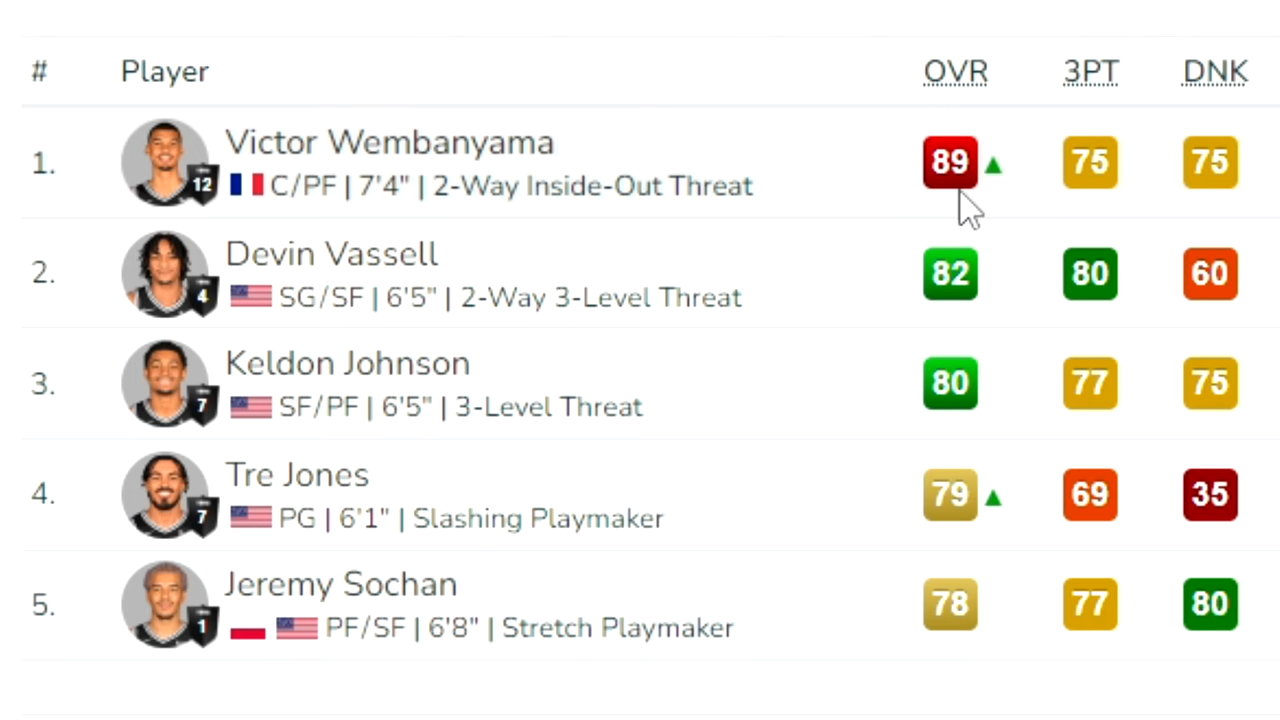 # Player OVR 3PT DNK
1. Victor Wembanyama 89 75 75
12 C/PF | 7'4" | 2-Way Inside-Out Threat
2. Devin Vassell 82 80 60
4 SG/SF | 6'5" | 2-Way 3-Level Threat
3. Keldon Johnson 80 77 75
7 SF/PF | 6'5" | 3-Level Threat
4. Tre Jones 79 69 35
7 PG | 6'1" | Slashing Playmaker
5. Jeremy Sochan 78 77 80
1 PF/SF | 6'8" | Stretch Playmaker